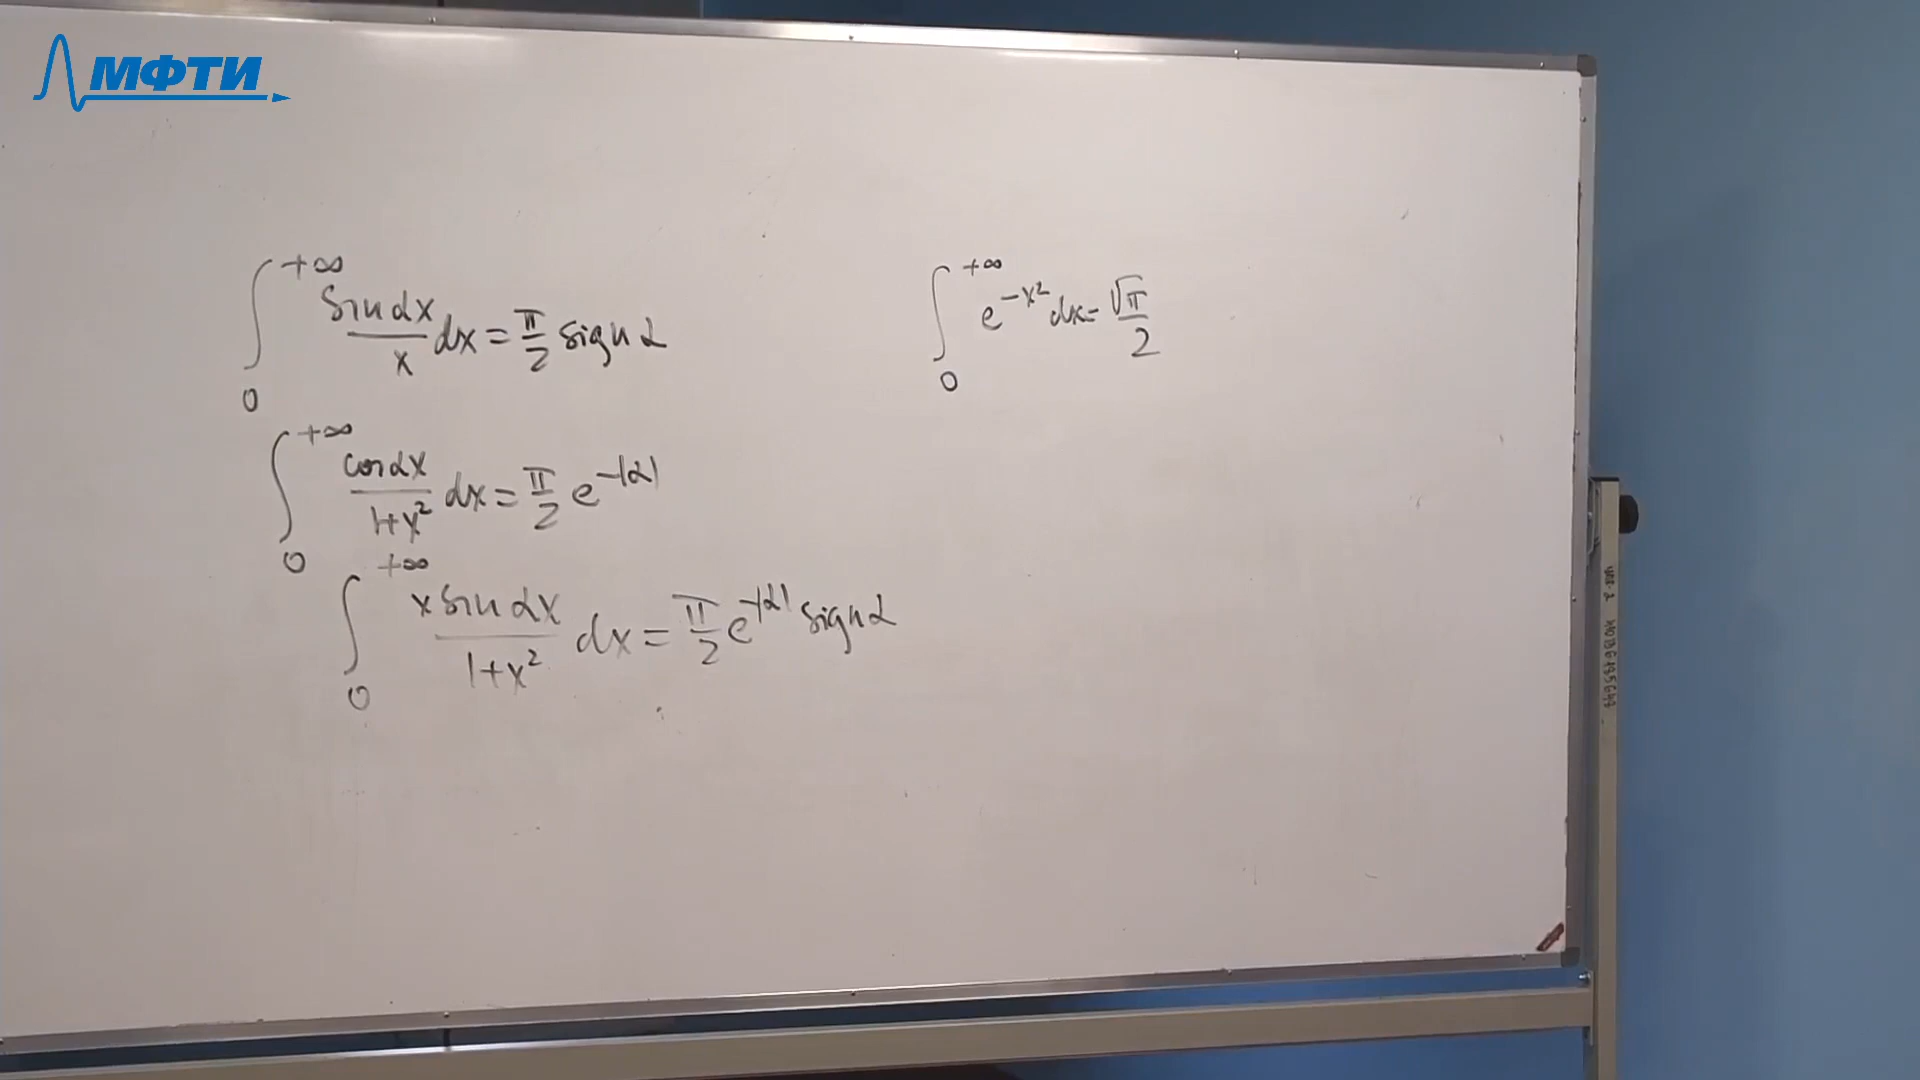 МФТИ
∫₀^{+∞} sin αx / x dx = π/2 sign α
∫₀^{+∞} cos αx / 1+x² dx = π/2 e^{-|α|}
∫₀^{+∞} x sin αx / 1+x² dx = π/2 e^{-|α|} sign α
∫₀^{+∞} e^{-x²} dx = √π / 2